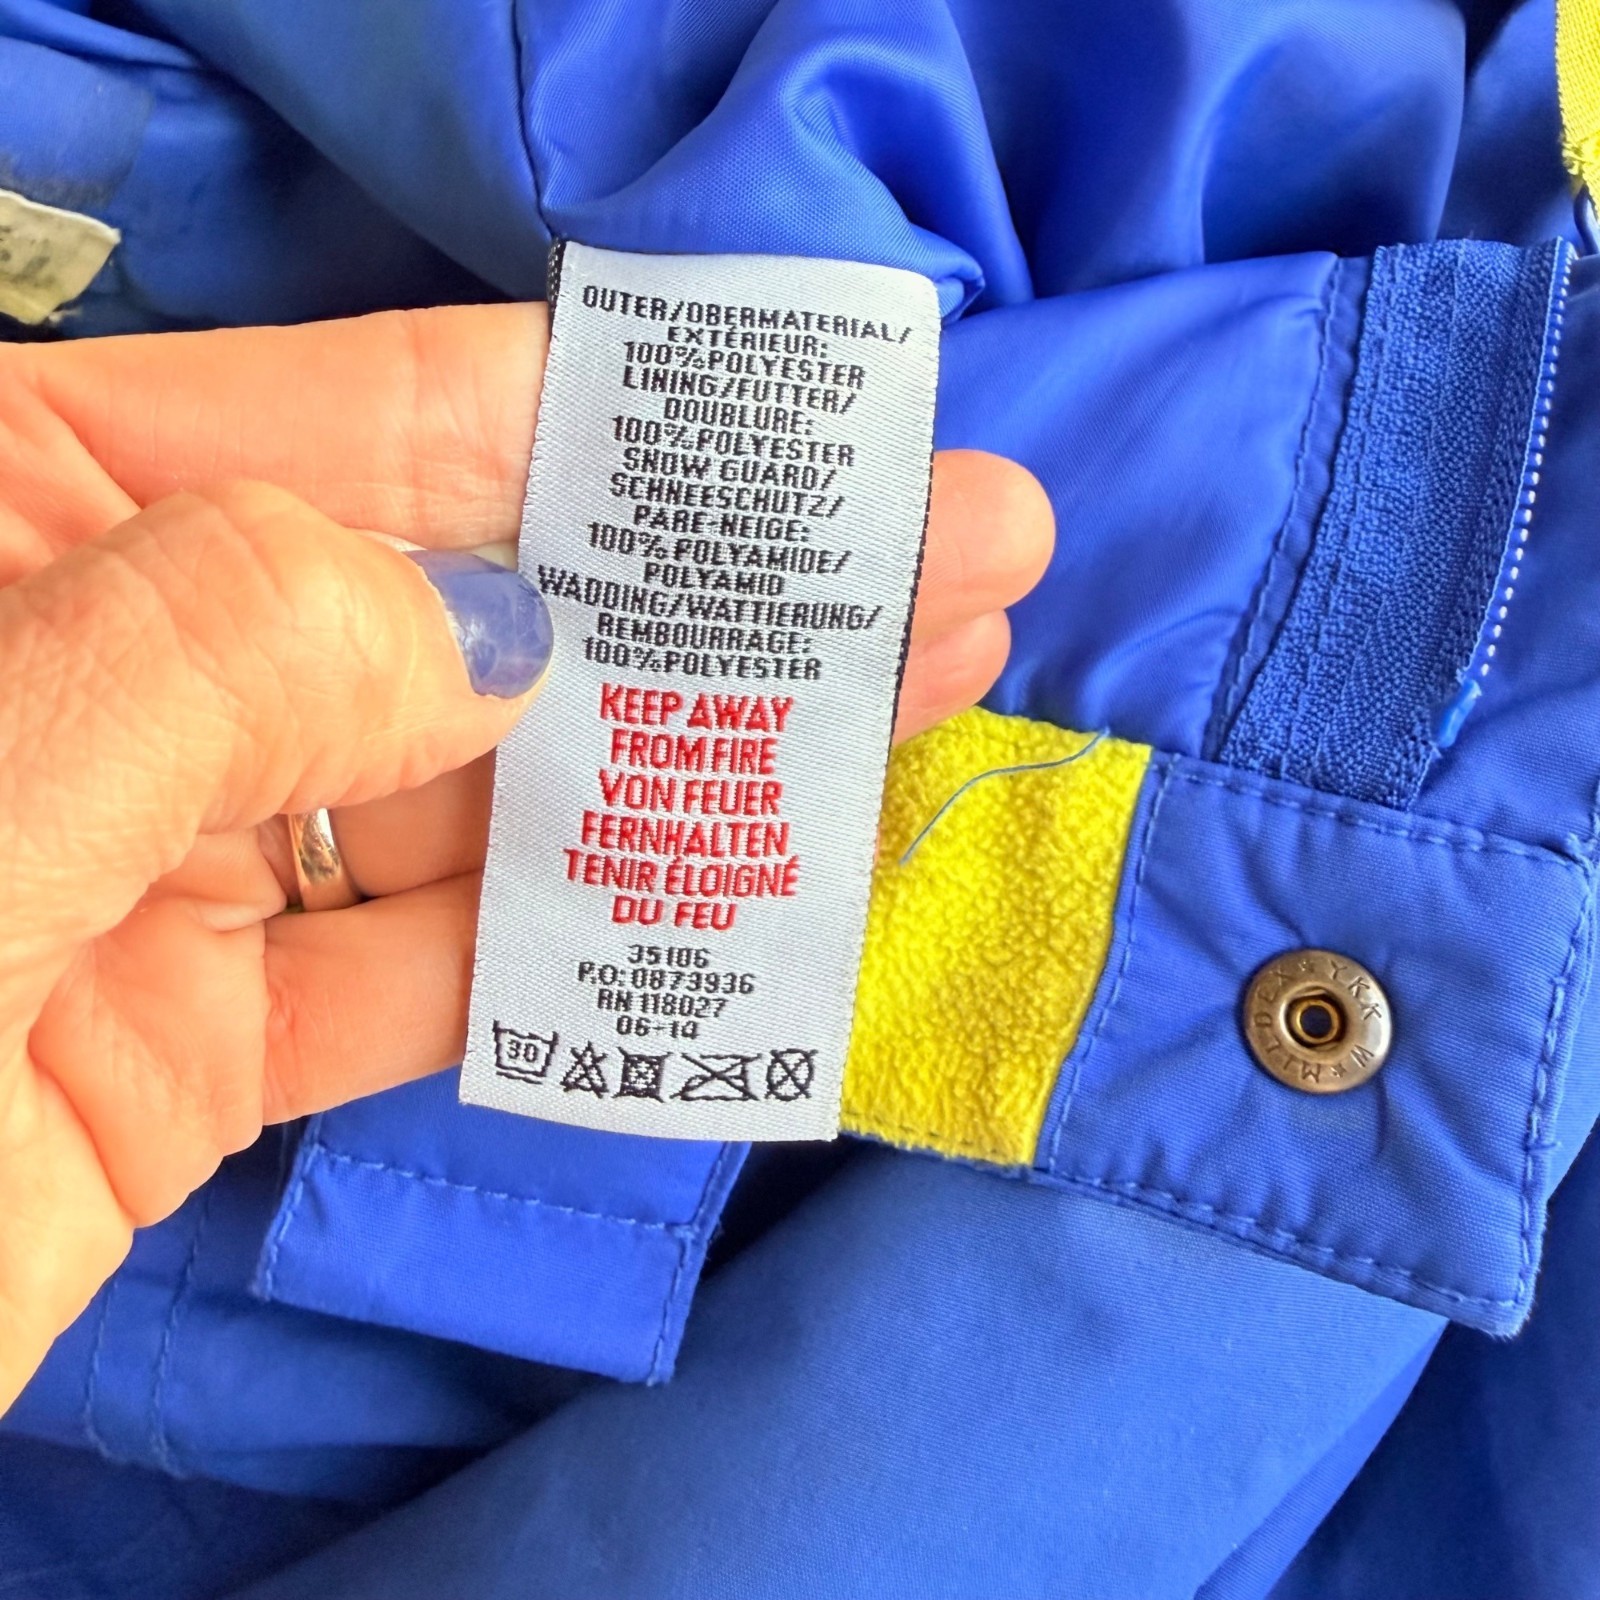 OUTER/OBERMATERIAL/
EXTÉRIEUR:
100%POLYESTER
LINING/FUTTER/
DOUBLURE:
100%POLYESTER
SNOW GUARD/
SCHNEESCHUTZ/
PARE-NEIGE:
100%POLYAMIDE/
POLYAMID
WADDING/WATTIERUNG/
REMBOURRAGE:
100%POLYESTER
KEEP AWAY
FROM FIRE
VON FEUER
FERNHALTEN
TENIR ÉLOIGNÉ
DU FEU
35106
P.O:0873936
RN 118027
06-14
30
WILDEX★YKK★